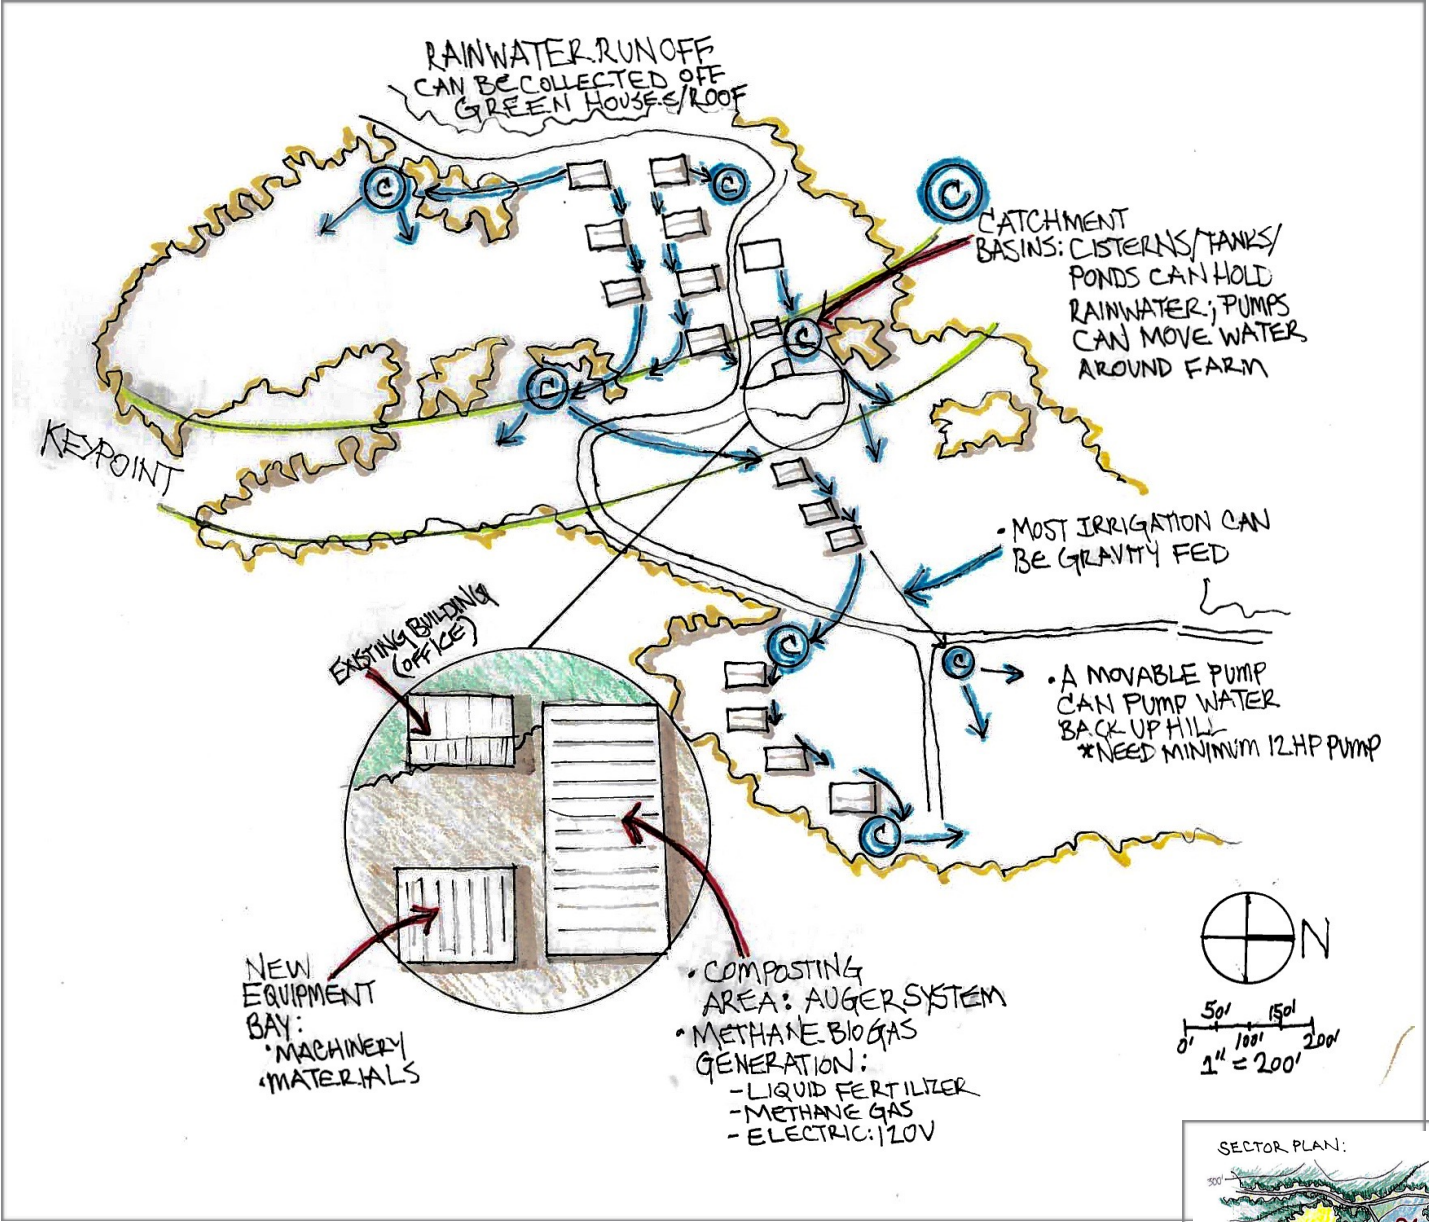 RAINWATER RUNOFF
CAN BE COLLECTED OFF
GREEN HOUSES/ROOF
C
C
C
C
C
C
C
C
CATCHMENT
BASINS: CISTERNS/TANKS/
PONDS CAN HOLD
RAINWATER; PUMPS
CAN MOVE WATER
AROUND FARM
KEYPOINT
• MOST IRRIGATION CAN
BE GRAVITY FED
• A MOVABLE PUMP
CAN PUMP WATER
BACK UP HILL
*NEED MINIMUM 12HP PUMP
EXISTING BUILDING
(OFFICE)
NEW
EQUIPMENT
BAY:
• MACHINERY
• MATERIALS
• COMPOSTING
AREA: AUGER SYSTEM
• METHANE BIOGAS
GENERATION:
- LIQUID FERTILIZER
- METHANE GAS
- ELECTRIC: 120V
N
50' 150'
0' 100' 200'
1" = 200'
SECTOR PLAN:
300'